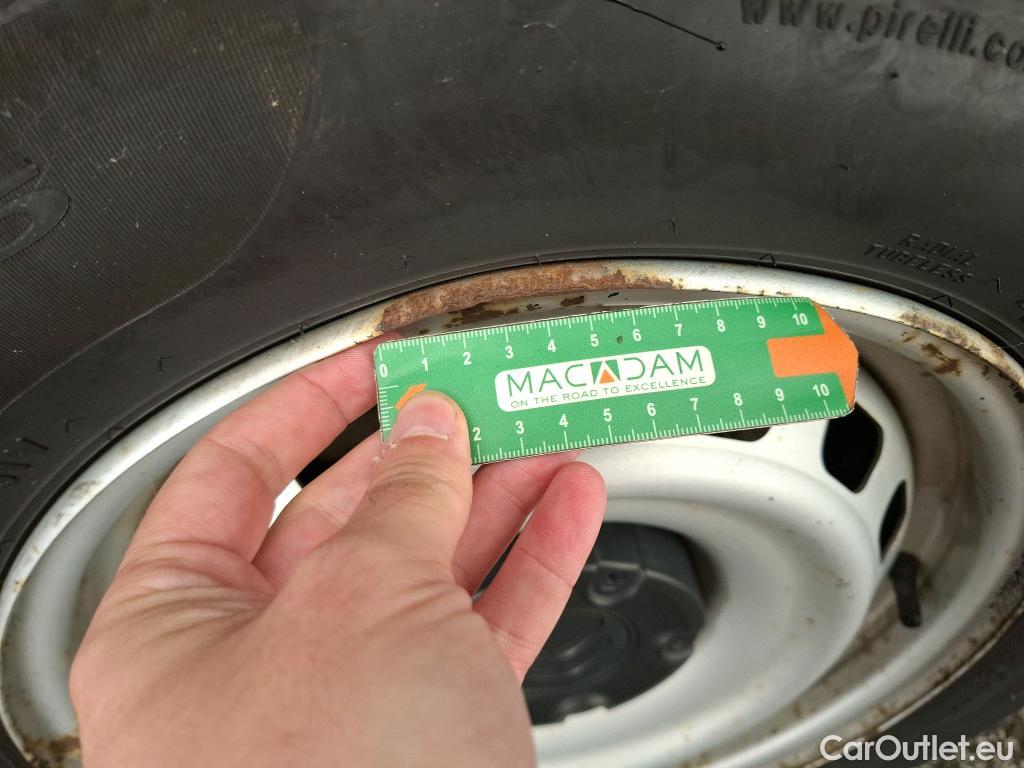 www.pirelli.co
RADIAL
TUBELESS
0 1 2 3 4 5 6 7 8 9 10
MACADAM
ON THE ROAD TO EXCELLENCE
2 3 4 5 6 7 8 9 10
CarOutlet.eu